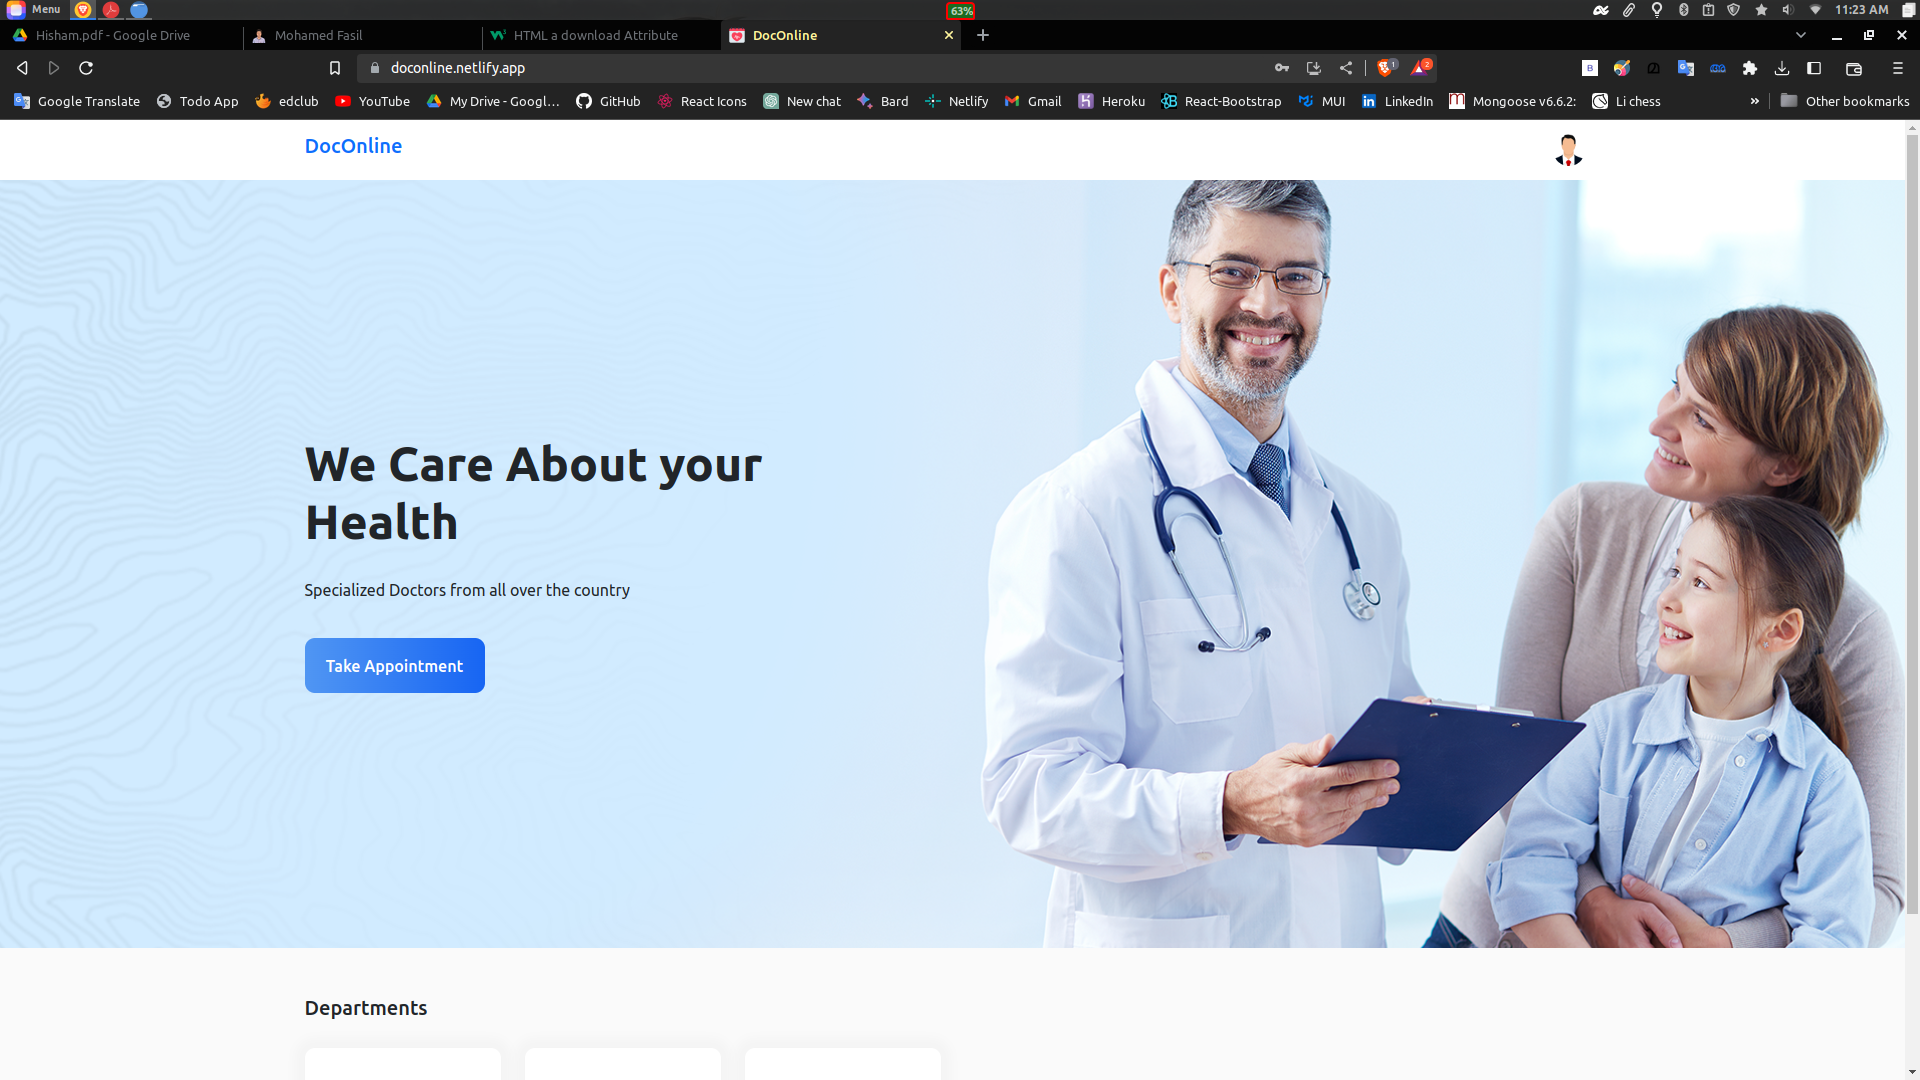 Menu
63%
11:23 AM
Hisham.pdf - Google Drive
Mohamed Fasil
HTML a download Attribute
DocOnline
doconline.netlify.app
1
2
Google Translate
Todo App
edclub
YouTube
My Drive - Googl...
GitHub
React Icons
New chat
Bard
Netlify
Gmail
Heroku
React-Bootstrap
MUI
LinkedIn
Mongoose v6.6.2:
Li chess
»
Other bookmarks
DocOnline
We Care About your
Health
Specialized Doctors from all over the country
Take Appointment
Departments